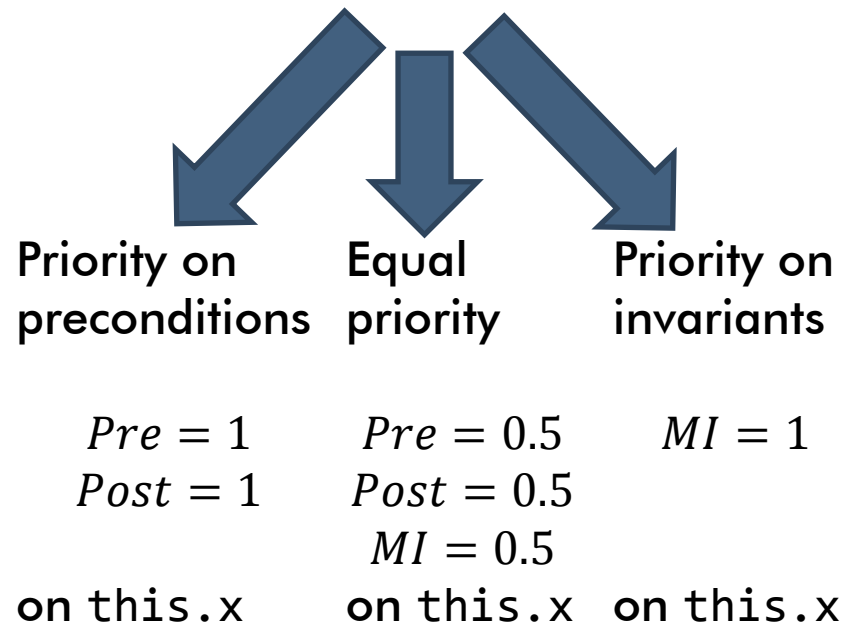 Priority on
preconditions
Pre = 1
Post = 1
on this.x
Equal
priority
Pre = 0.5
Post = 0.5
MI = 0.5
on this.x
Priority on
invariants
MI = 1
on this.x